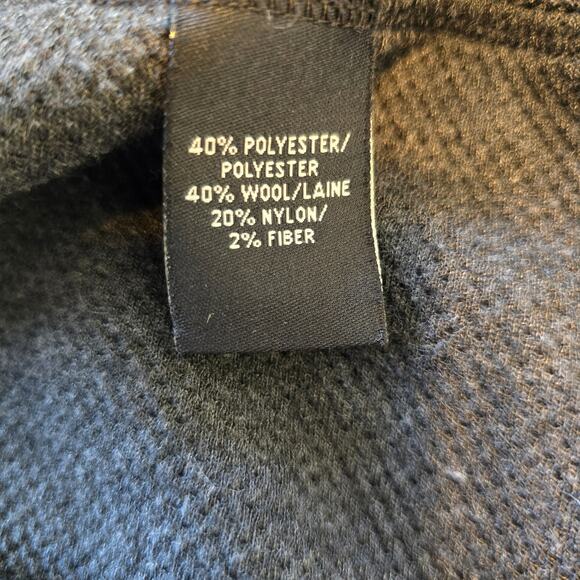 40% POLYESTER/
POLYESTER
40% WOOL/LAINE
20% NYLON/
2% FIBER